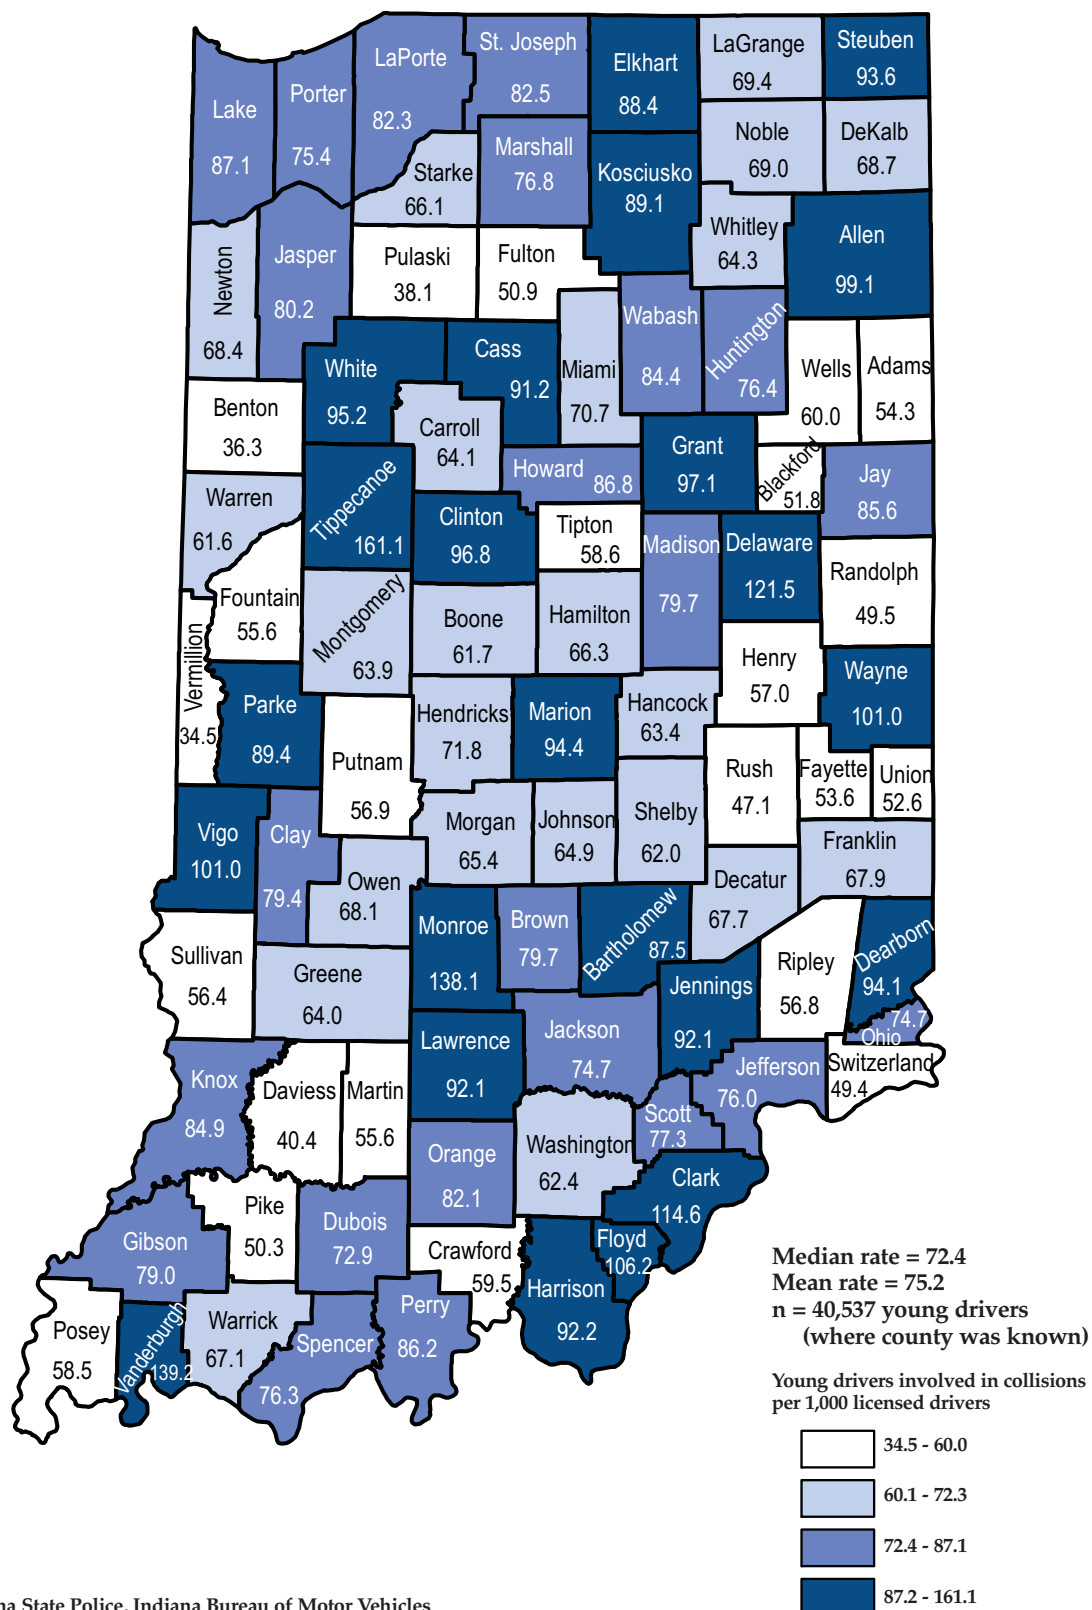 St. Joseph
82.5
LaPorte
82.3
Elkhart
88.4
LaGrange
69.4
Steuben
93.6
Lake
87.1
Porter
75.4
Noble
69.0
DeKalb
68.7
Marshall
76.8
Starke
66.1
Kosciusko
89.1
Whitley
64.3
Allen
99.1
Newton
68.4
Jasper
80.2
Pulaski
38.1
Fulton
50.9
Wabash
84.4
Huntington
76.4
White
95.2
Cass
91.2
Miami
70.7
Wells
60.0
Adams
54.3
Benton
36.3
Carroll
64.1
Grant
97.1
Blackford
51.8
Jay
85.6
Howard
86.8
Warren
61.6
Tippecanoe
161.1
Clinton
96.8
Tipton
58.6
Madison
79.7
Delaware
121.5
Randolph
49.5
Fountain
55.6
Montgomery
63.9
Boone
61.7
Hamilton
66.3
Vermillion
34.5
Henry
57.0
Wayne
101.0
Parke
89.4
Hendricks
71.8
Marion
94.4
Hancock
63.4
Putnam
56.9
Rush
47.1
Fayette
53.6
Union
52.6
Vigo
101.0
Clay
79.4
Morgan
65.4
Johnson
64.9
Shelby
62.0
Franklin
67.9
Owen
68.1
Decatur
67.7
Monroe
138.1
Brown
79.7
Bartholomew
87.5
Sullivan
56.4
Greene
64.0
Ripley
56.8
Dearborn
94.1
Jennings
92.1
Lawrence
92.1
Jackson
74.7
74.7
Ohio
Switzerland
49.4
Jefferson
76.0
Knox
84.9
Daviess
40.4
Martin
55.6
Scott
77.3
Orange
82.1
Washington
62.4
Clark
114.6
Pike
50.3
Dubois
72.9
Gibson
79.0
Crawford
59.5
Floyd
106.2
Harrison
92.2
Perry
86.2
Posey
58.5
Vanderburgh
139.2
Warrick
67.1
Spencer
76.3
Median rate = 72.4
Mean rate = 75.2
n = 40,537 young drivers
(where county was known)
Young drivers involved in collisions
per 1,000 licensed drivers
34.5 - 60.0
60.1 - 72.3
72.4 - 87.1
87.2 - 161.1
na State Police, Indiana Bureau of Motor Vehicles